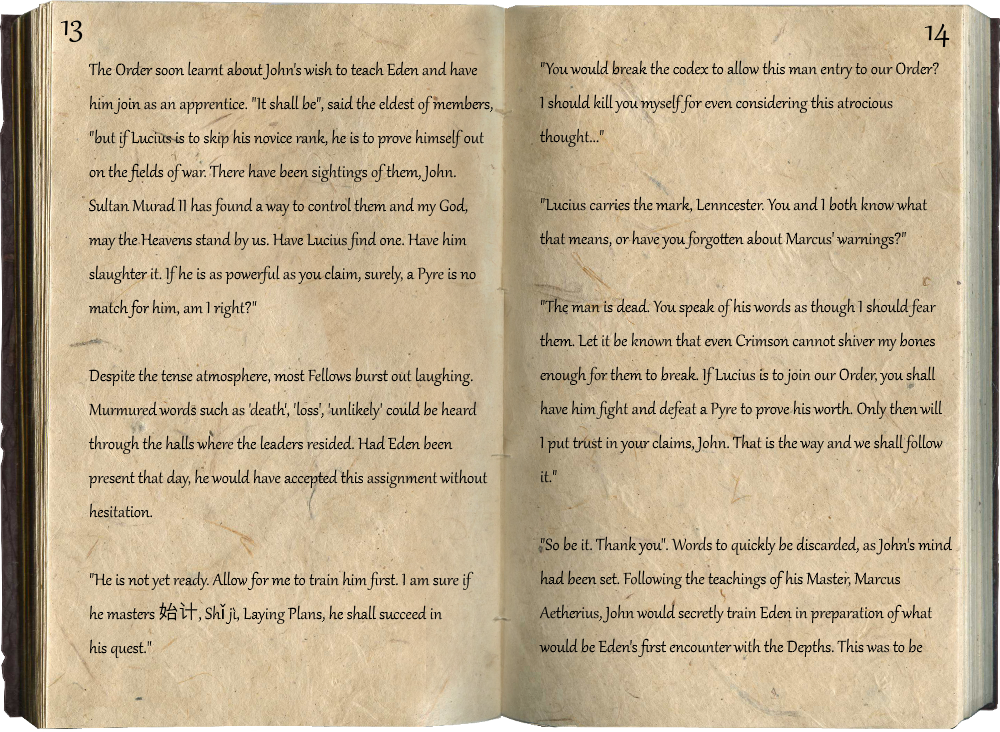 13
The Order soon learnt about John's wish to teach Eden and have
him join as an apprentice. "It shall be", said the eldest of members,
"but if Lucius is to skip his novice rank, he is to prove himself out
on the fields of war. There have been sightings of them, John.
Sultan Murad II has found a way to control them and my God,
may the Heavens stand by us. Have Lucius find one. Have him
slaughter it. If he is as powerful as you claim, surely, a Pyre is no
match for him, am I right?"
Despite the tense atmosphere, most Fellows burst out laughing.
Murmured words such as 'death', 'loss', 'unlikely' could be heard
through the halls where the leaders resided. Had Eden been
present that day, he would have accepted this assignment without
hesitation.
"He is not yet ready. Allow for me to train him first. I am sure if
he masters 始计, Shǐ jì, Laying Plans, he shall succeed in
his quest."
14
"You would break the codex to allow this man entry to our Order?
I should kill you myself for even considering this atrocious
thought..."
"Lucius carries the mark, Lenncester. You and I both know what
that means, or have you forgotten about Marcus' warnings?"
"The man is dead. You speak of his words as though I should fear
them. Let it be known that even Crimson cannot shiver my bones
enough for them to break. If Lucius is to join our Order, you shall
have him fight and defeat a Pyre to prove his worth. Only then will
I put trust in your claims, John. That is the way and we shall follow
it."
"So be it. Thank you". Words to quickly be discarded, as John's mind
had been set. Following the teachings of his Master, Marcus
Aetherius, John would secretly train Eden in preparation of what
would be Eden's first encounter with the Depths. This was to be